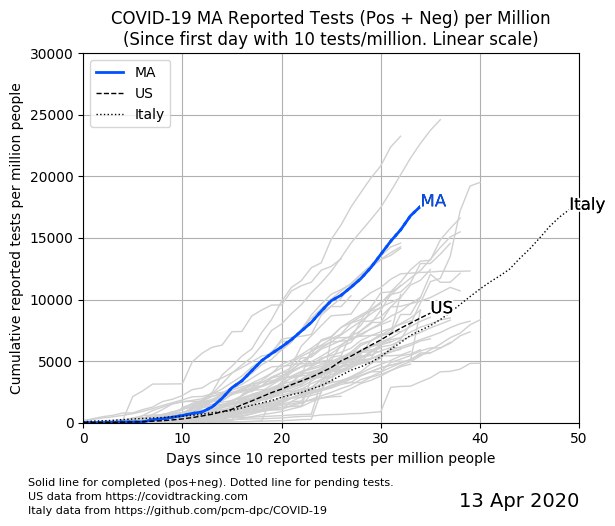 COVID-19 MA Reported Tests (Pos + Neg) per Million
(Since first day with 10 tests/million. Linear scale)
Cumulative reported tests per million people
30000
25000
20000
15000
10000
5000
0
MA
US
Italy
MA
Italy
US
0 10 20 30 40 50
Days since 10 reported tests per million people
Solid line for completed (pos+neg). Dotted line for pending tests.
US data from https://covidtracking.com
Italy data from https://github.com/pcm-dpc/COVID-19
13 Apr 2020